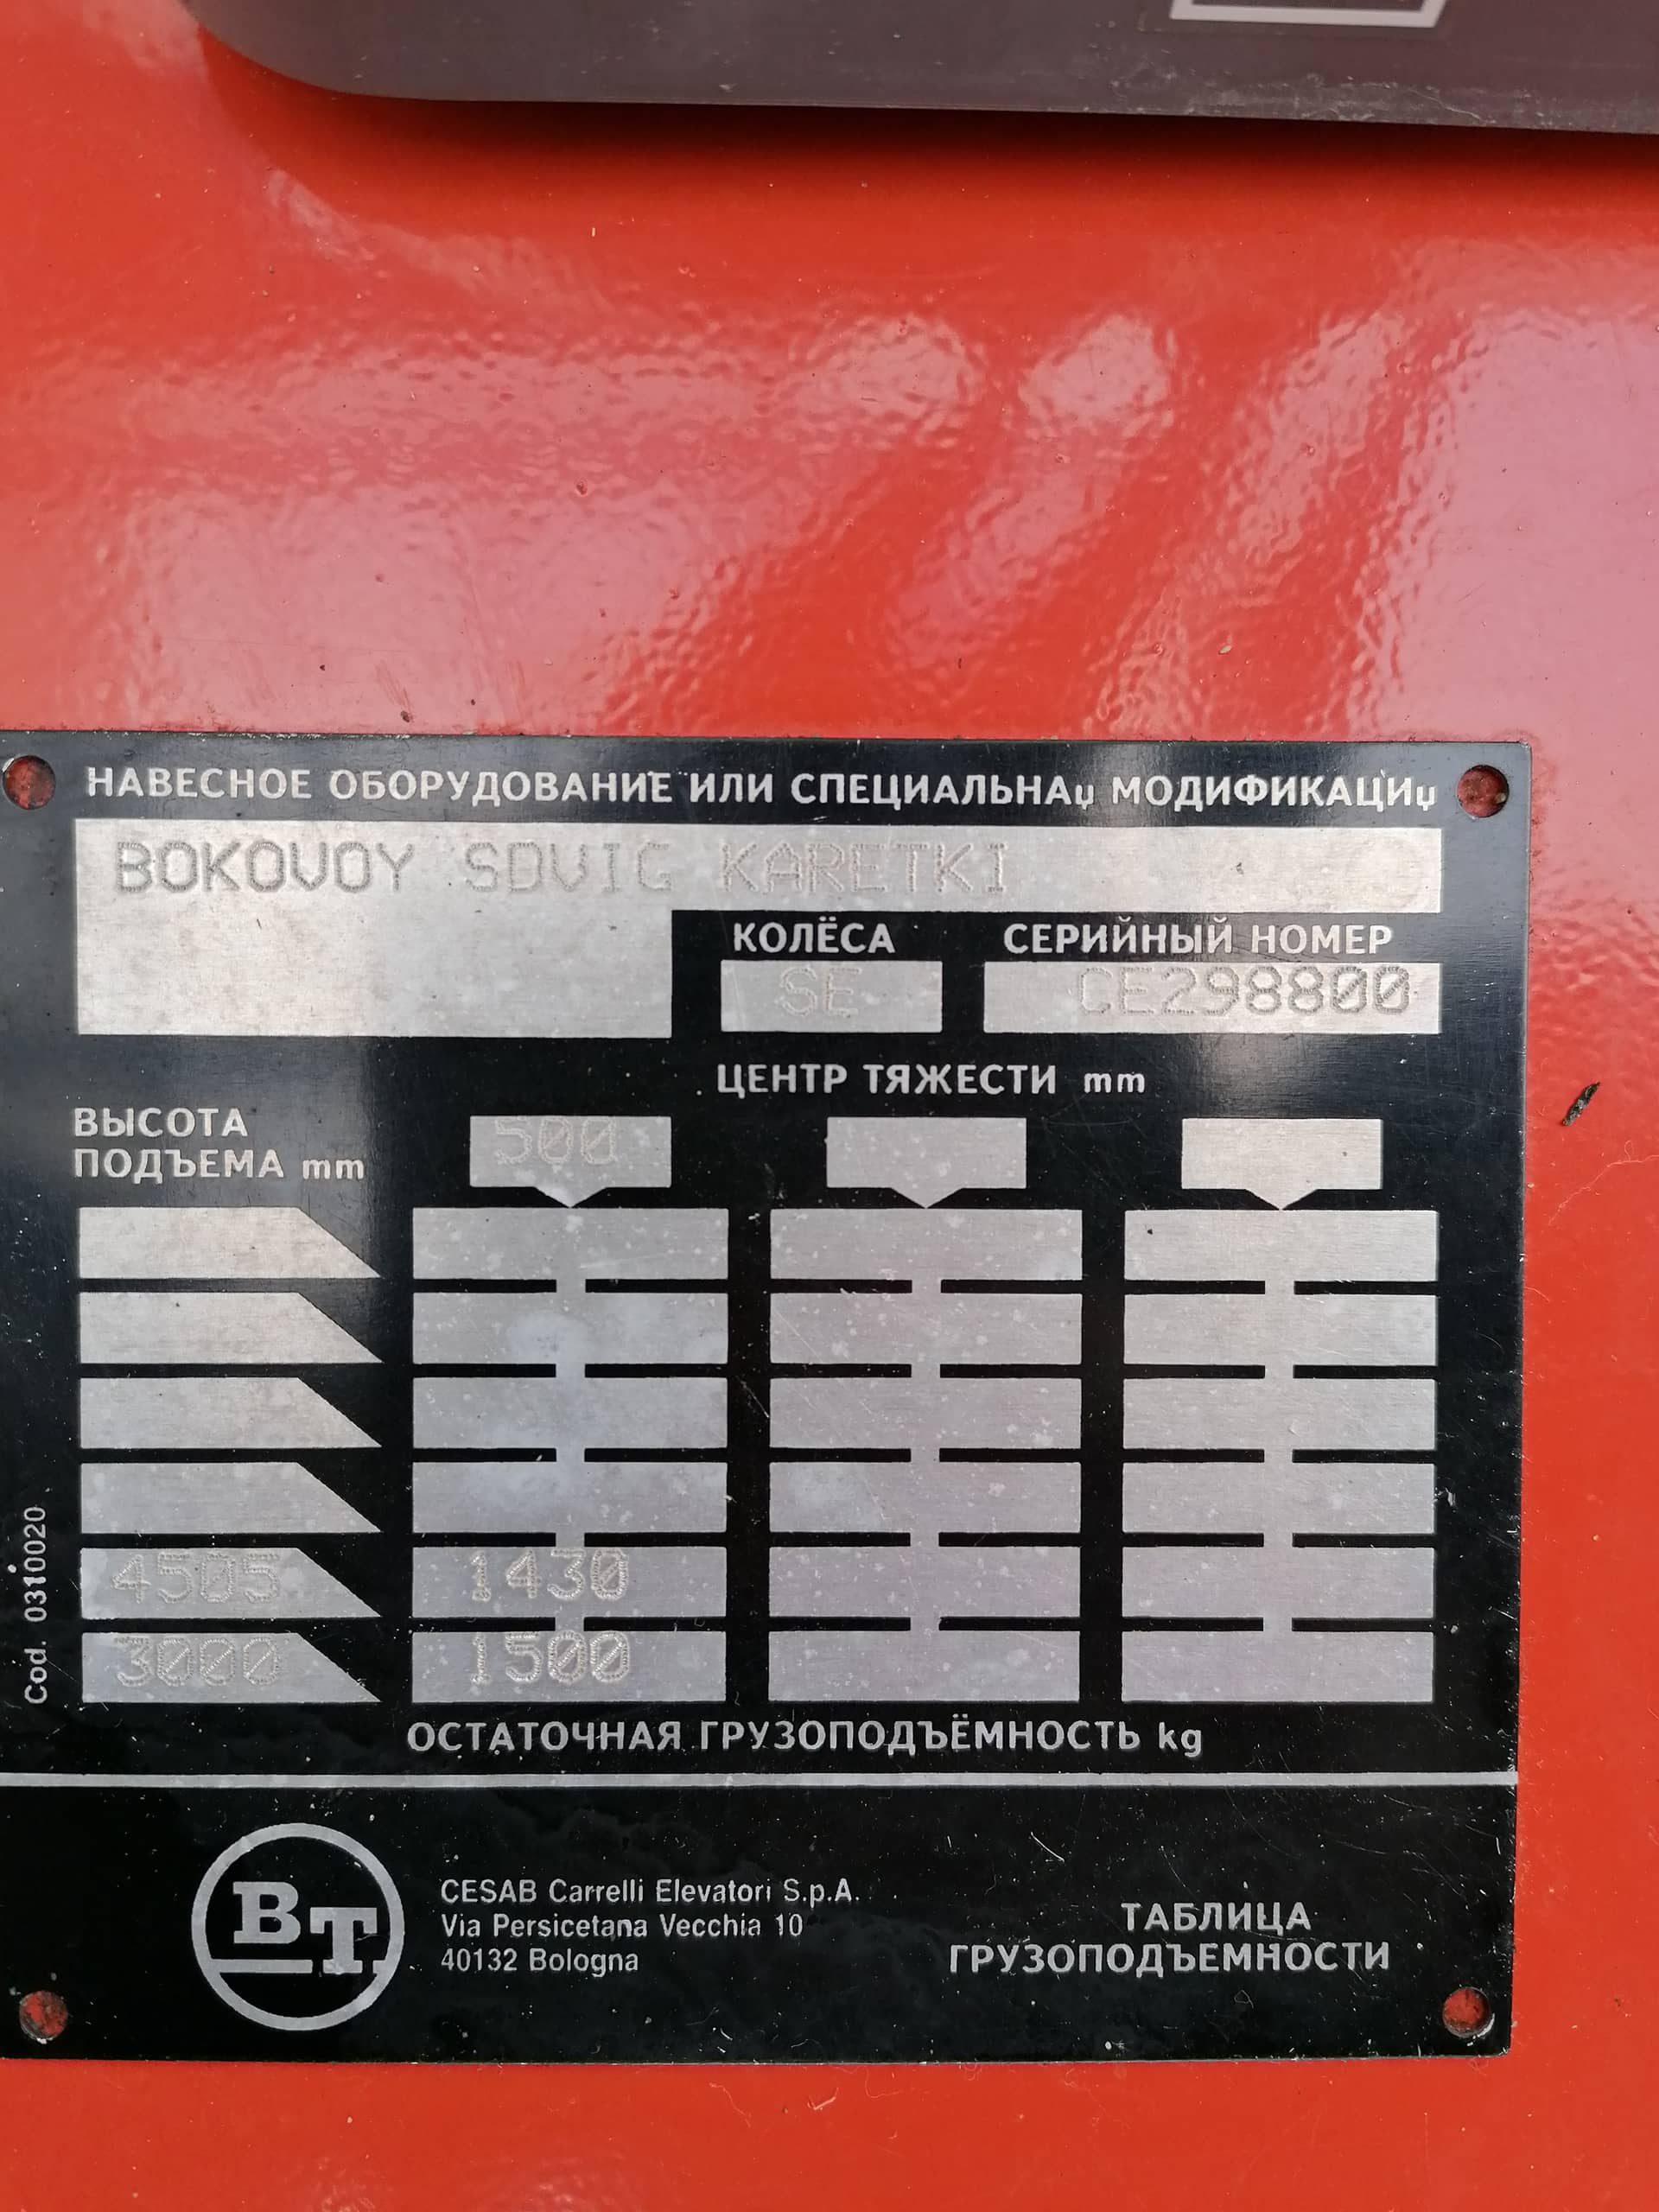 НАВЕСНОЕ ОБОРУДОВАНИЕ ИЛИ СПЕЦИАЛЬНАџ МОДИФИКАЦИџ
BOKOVOY SDVIG KARETKI
КОЛЁСА
СЕРИЙНЫЙ НОМЕР
SE
CE298800
ЦЕНТР ТЯЖЕСТИ mm
ВЫСОТА
ПОДЪЕМА mm
500
4505
1430
3000
1500
ОСТАТОЧНАЯ ГРУЗОПОДЪЁМНОСТЬ kg
Cod. 0310020
BT
CESAB Carrelli Elevatori S.p.A.
Via Persicetana Vecchia 10
40132 Bologna
ТАБЛИЦА
ГРУЗОПОДЪЕМНОСТИ